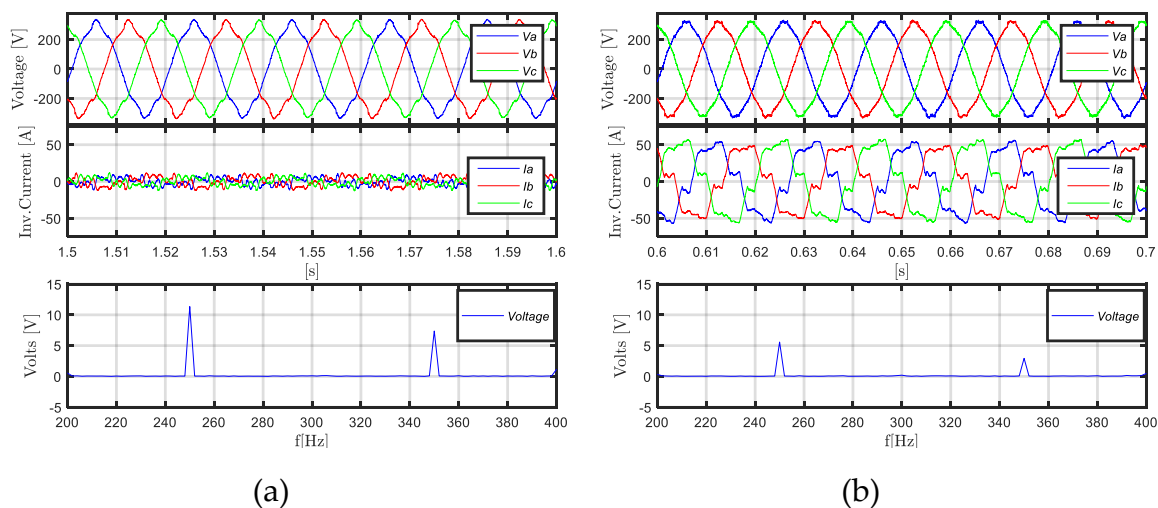 Voltage [V]
200
0
-200
Va
Vb
Vc
Inv.Current [A]
50
0
-50
Ia
Ib
Ic
1.5 1.51 1.52 1.53 1.54 1.55 1.56 1.57 1.58 1.59 1.6
[s]
Volts [V]
15
10
5
0
-5
Voltage
200 220 240 260 280 300 320 340 360 380 400
f[Hz]
(a)
Voltage [V]
200
0
-200
Va
Vb
Vc
Inv.Current [A]
50
0
-50
Ia
Ib
Ic
0.6 0.61 0.62 0.63 0.64 0.65 0.66 0.67 0.68 0.69 0.7
[s]
Volts [V]
15
10
5
0
-5
Voltage
200 220 240 260 280 300 320 340 360 380 400
f[Hz]
(b)